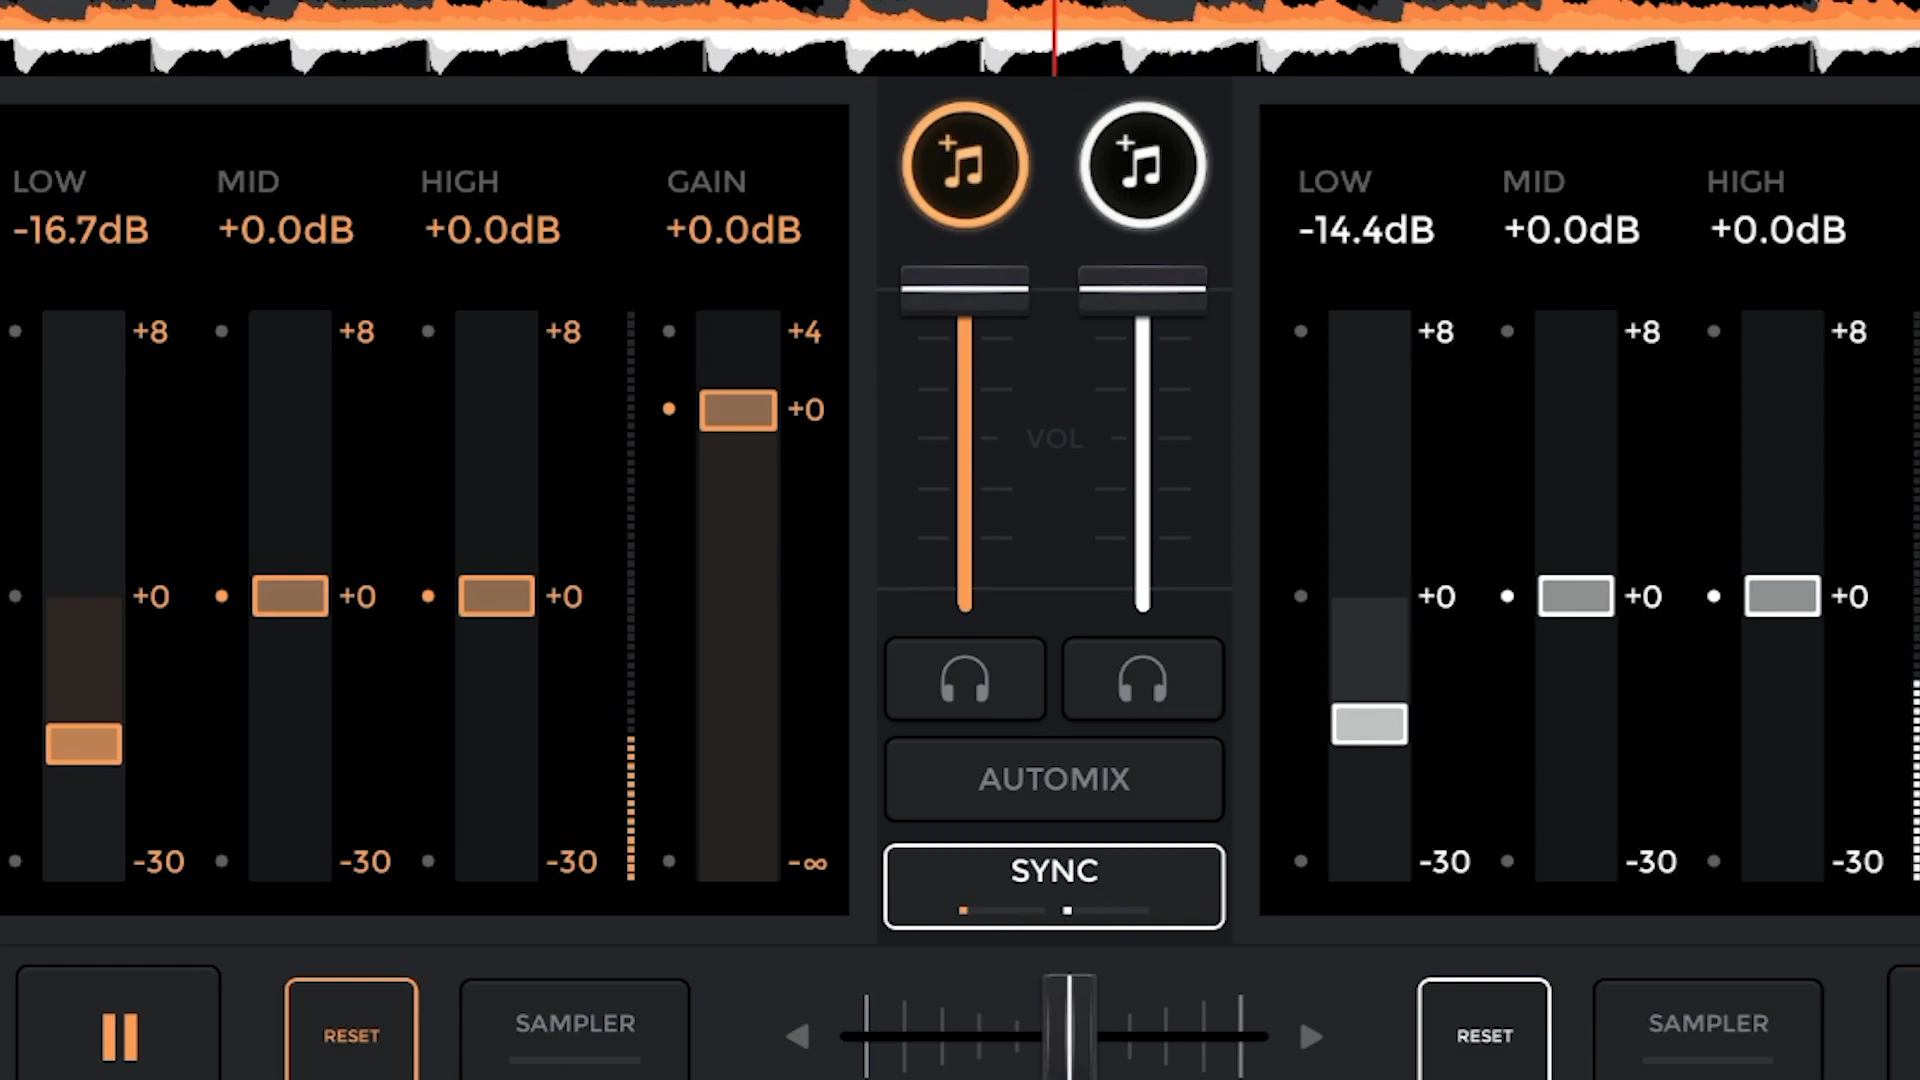 LOW MID HIGH GAIN
-16.7dB +0.0dB +0.0dB +0.0dB
+8 +8 +8 +4
+0
+0 +0 +0
-30 -30 -30 -∞
VOL
AUTOMIX
SYNC
LOW MID HIGH
-14.4dB +0.0dB +0.0dB
+8 +8 +8
+0 +0 +0
-30 -30 -30
RESET SAMPLER
RESET SAMPLER